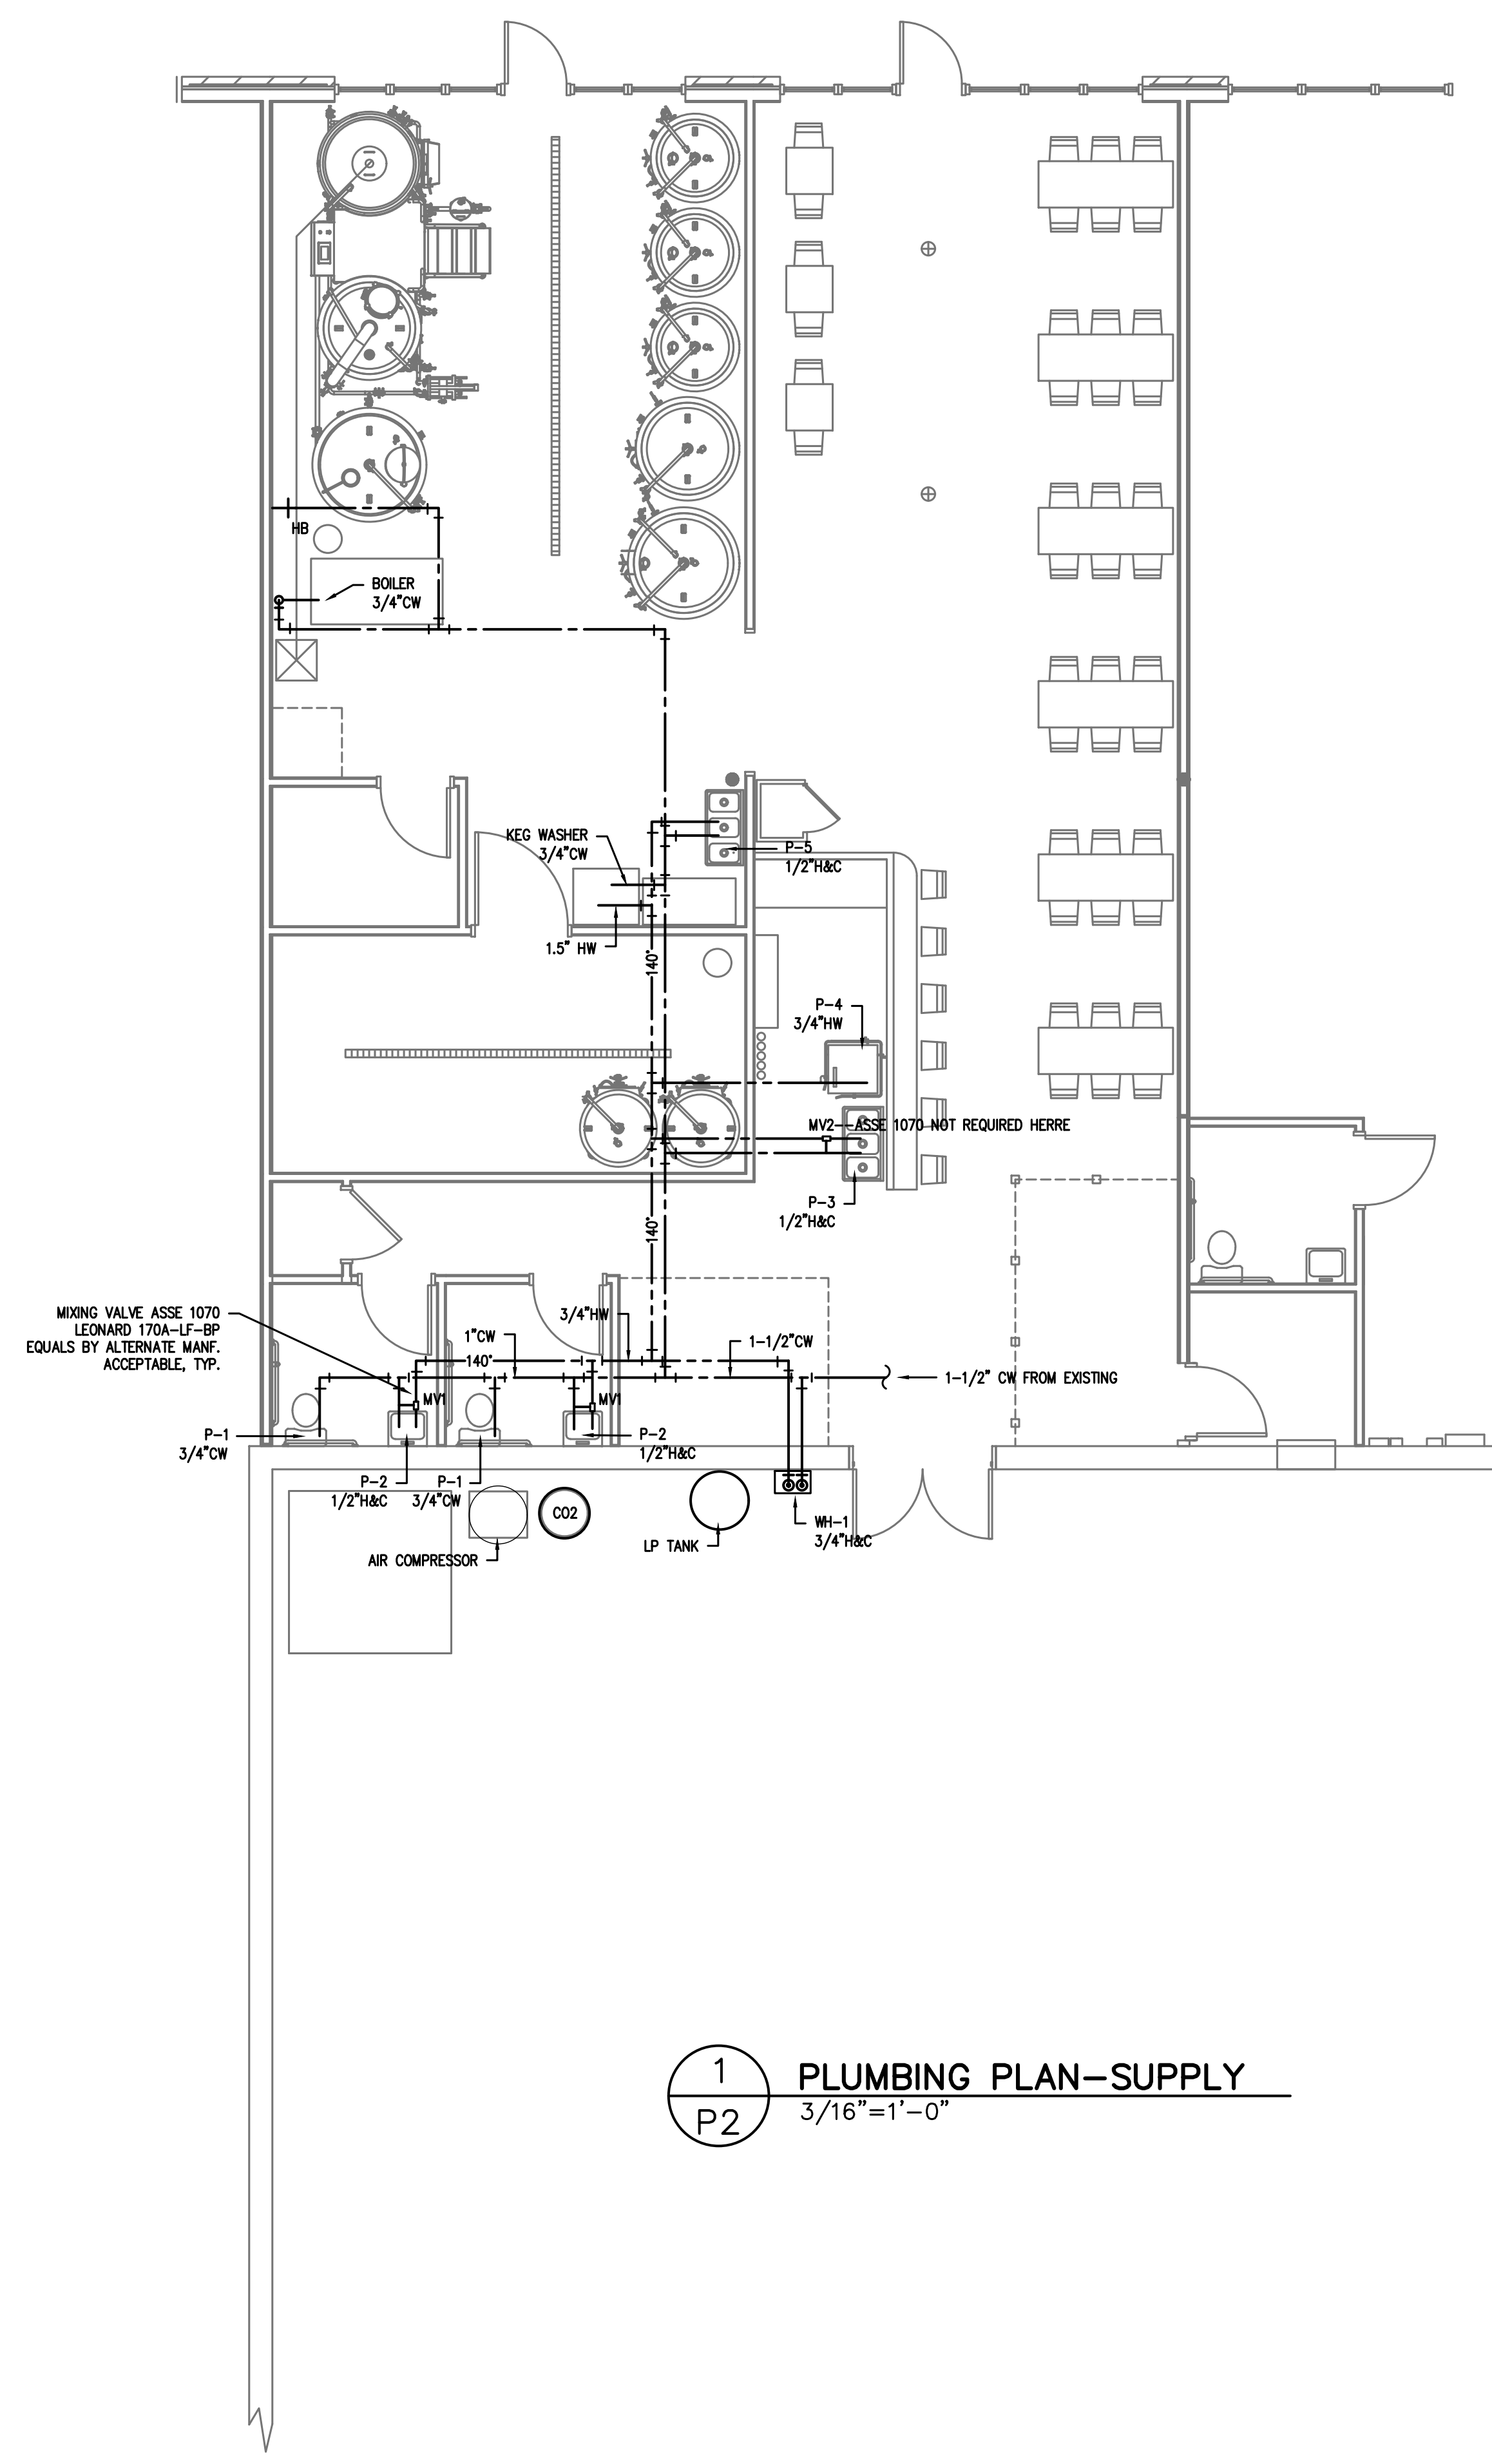 HB
BOILER
3/4"CW
KEG WASHER
3/4"CW
P-5
1/2"H&C
1.5" HW
140°
P-4
3/4"HW
MV2--ASSE 1070 NOT REQUIRED HERRE
P-3
1/2"H&C
140°
MIXING VALVE ASSE 1070
LEONARD 170A-LF-BP
EQUALS BY ALTERNATE MANF.
ACCEPTABLE, TYP.
3/4"HW
1"CW
1-1/2"CW
140°
1-1/2" CW FROM EXISTING
MV1
MV1
P-1
3/4"CW
P-2
1/2"H&C
P-2
1/2"H&C
P-1
3/4"CW
CO2
WH-1
3/4"H&C
LP TANK
AIR COMPRESSOR
1
P2
PLUMBING PLAN-SUPPLY
3/16"=1'-0"